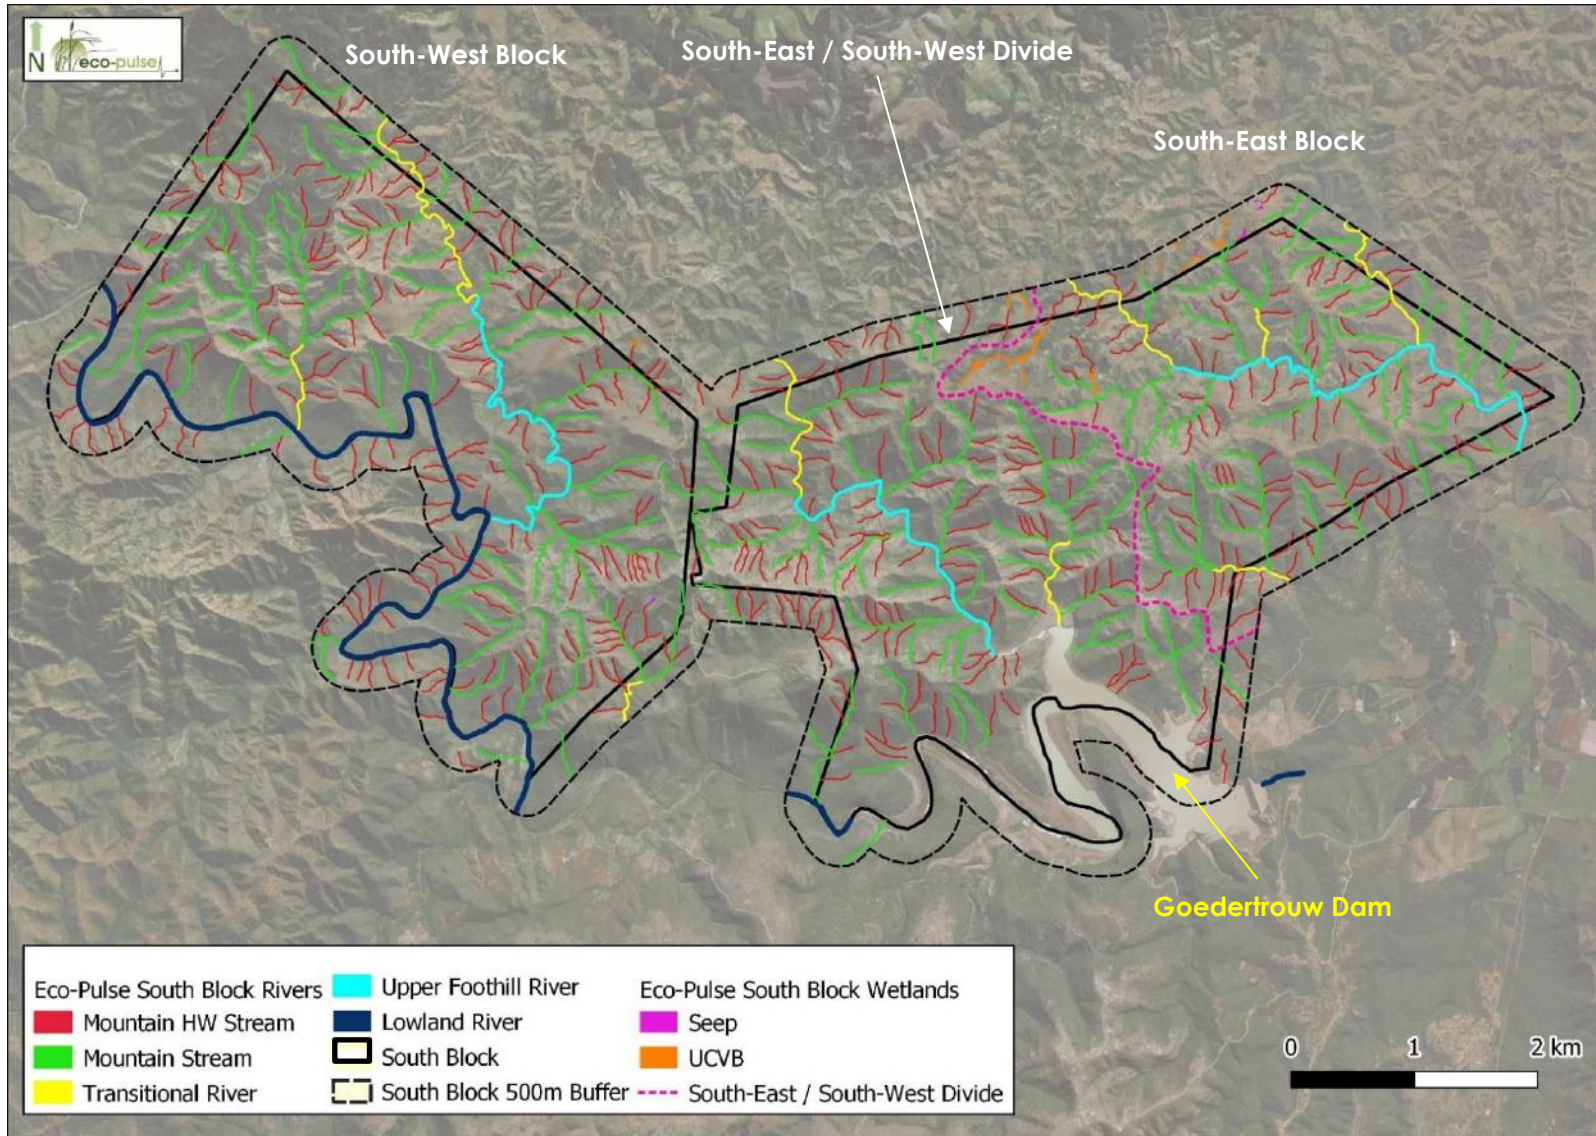 N
eco-pulse
South-West Block
South-East / South-West Divide
South-East Block
Goedertrouw Dam
Eco-Pulse South Block Rivers
Mountain HW Stream
Mountain Stream
Transitional River
Upper Foothill River
Lowland River
South Block
South Block 500m Buffer
Eco-Pulse South Block Wetlands
Seep
UCVB
South-East / South-West Divide
0 1 2 km